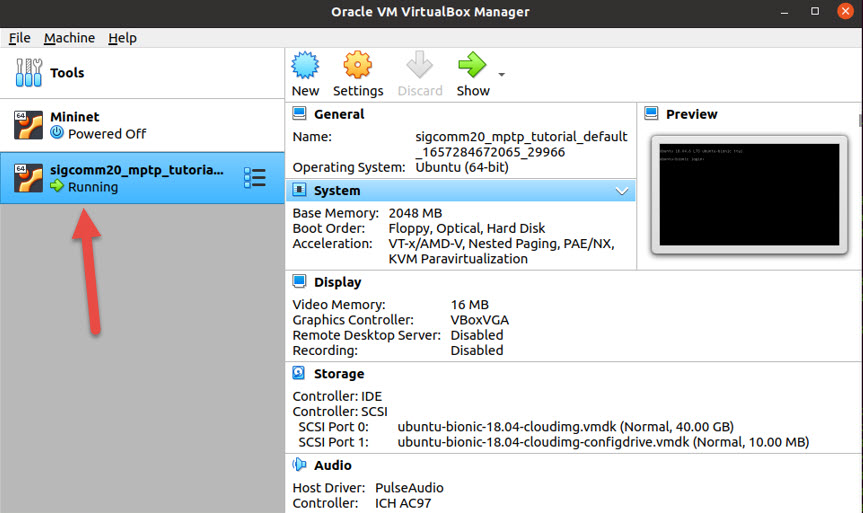 Oracle VM VirtualBox Manager
File Machine Help
Tools
64
Mininet
Powered Off
64
sigcomm20_mptp_tutoria...
Running
New Settings Discard Show
General
Name: sigcomm20_mptp_tutorial_default
_1657284672065_29966
Operating System: Ubuntu (64-bit)
Preview
System
Base Memory: 2048 MB
Boot Order: Floppy, Optical, Hard Disk
Acceleration: VT-x/AMD-V, Nested Paging, PAE/NX,
KVM Paravirtualization
Display
Video Memory: 16 MB
Graphics Controller: VBoxVGA
Remote Desktop Server: Disabled
Recording: Disabled
Storage
Controller: IDE
Controller: SCSI
SCSI Port 0: ubuntu-bionic-18.04-cloudimg.vmdk (Normal, 40.00 GB)
SCSI Port 1: ubuntu-bionic-18.04-cloudimg-configdrive.vmdk (Normal, 10.00 MB)
Audio
Host Driver: PulseAudio
Controller: ICH AC97